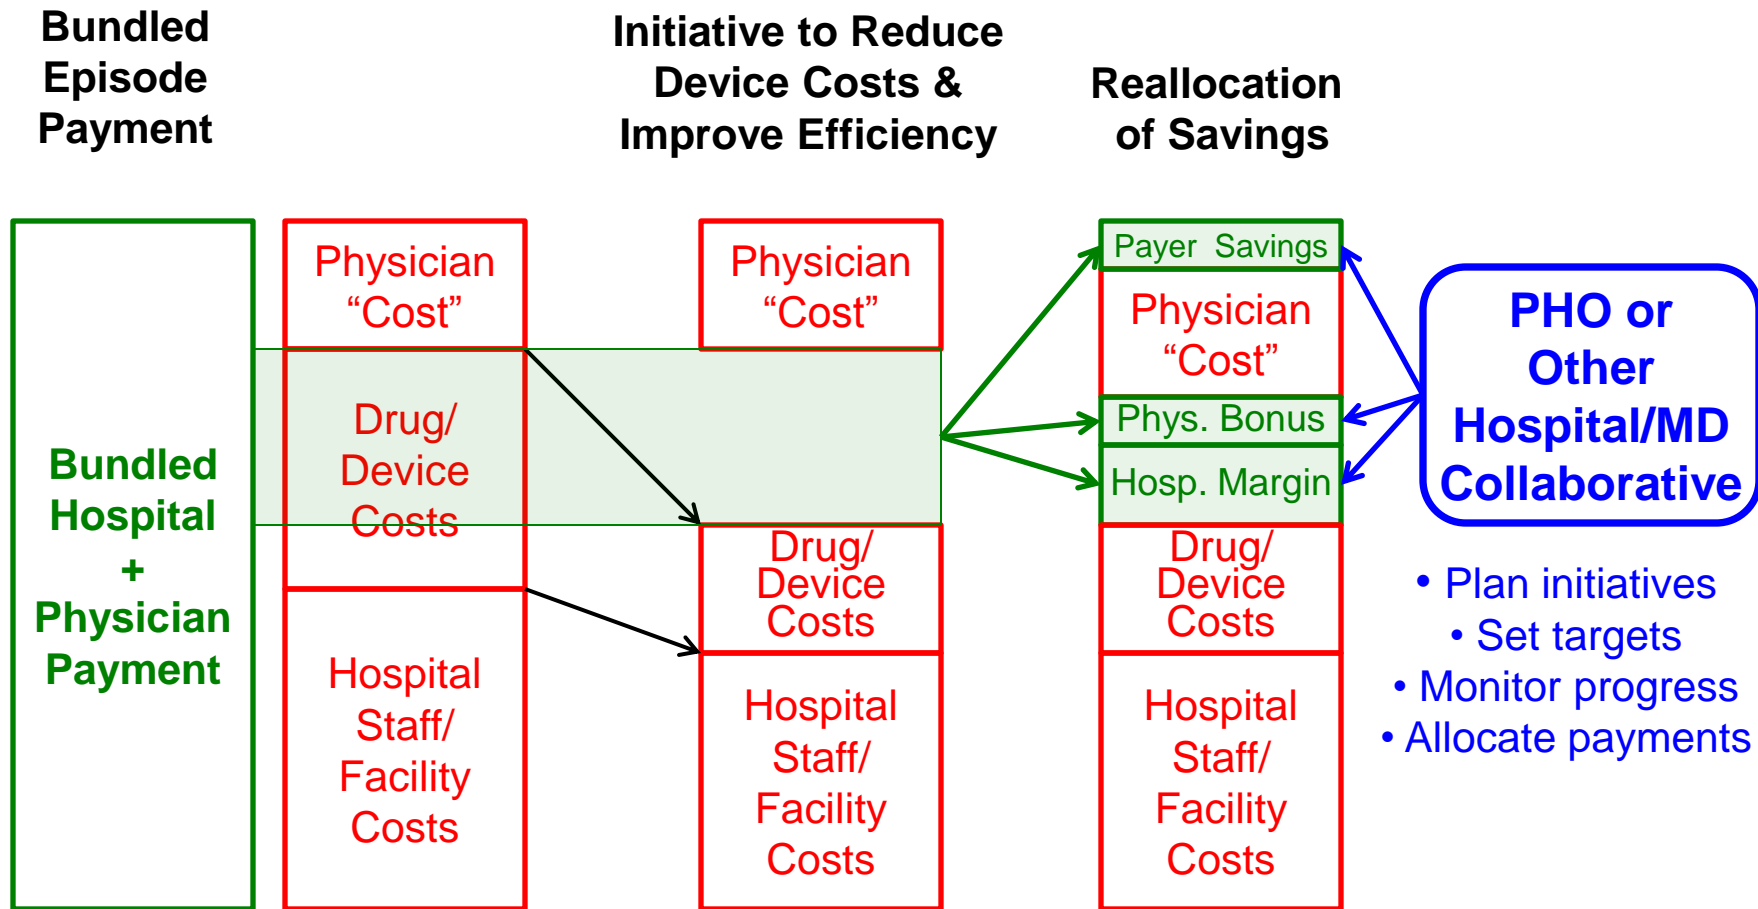 Bundled
Episode
Payment
Initiative to Reduce
Device Costs &
Improve Efficiency
Reallocation
of Savings
Bundled
Hospital
+
Physician
Payment
Physician
“Cost”
Drug/
Device
Costs
Hospital
Staff/
Facility
Costs
Physician
“Cost”
Drug/
Device
Costs
Hospital
Staff/
Facility
Costs
Payer Savings
Physician
“Cost”
Phys. Bonus
Hosp. Margin
Drug/
Device
Costs
Hospital
Staff/
Facility
Costs
PHO or
Other
Hospital/MD
Collaborative
• Plan initiatives
• Set targets
• Monitor progress
• Allocate payments